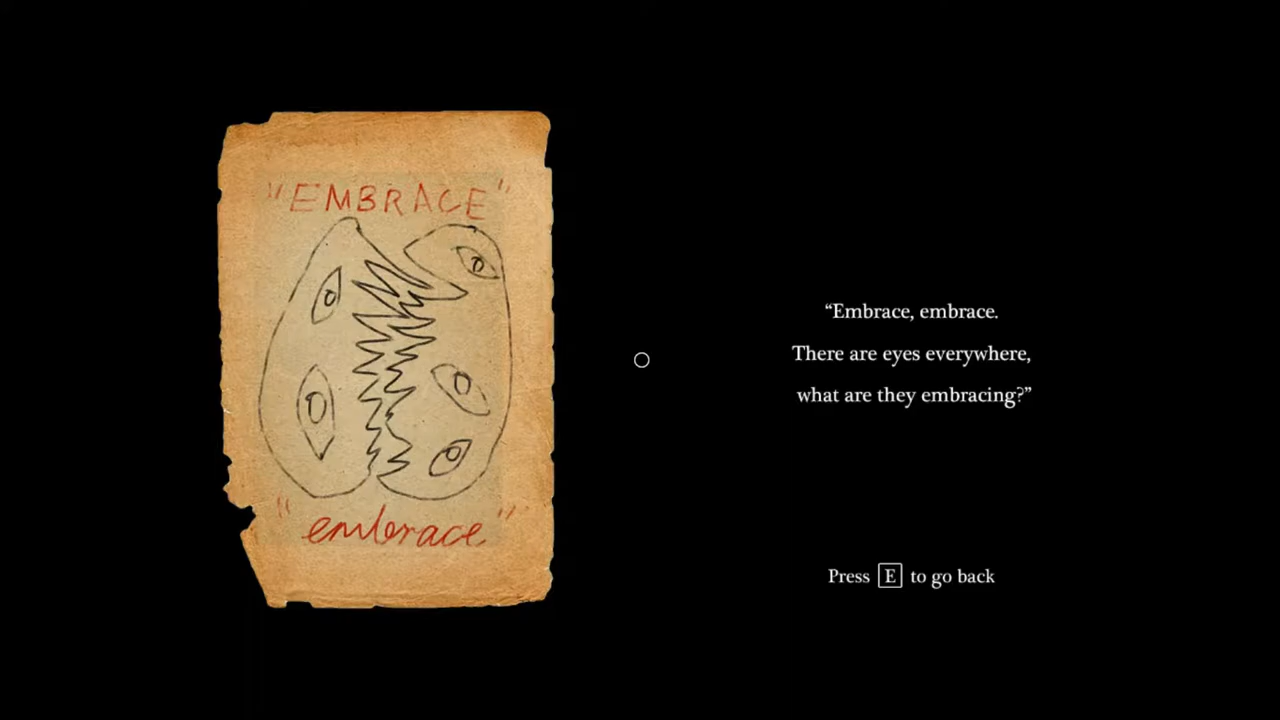 "EMBRACE"
"embrace"
“Embrace, embrace.
There are eyes everywhere,
what are they embracing?”
Press E to go back